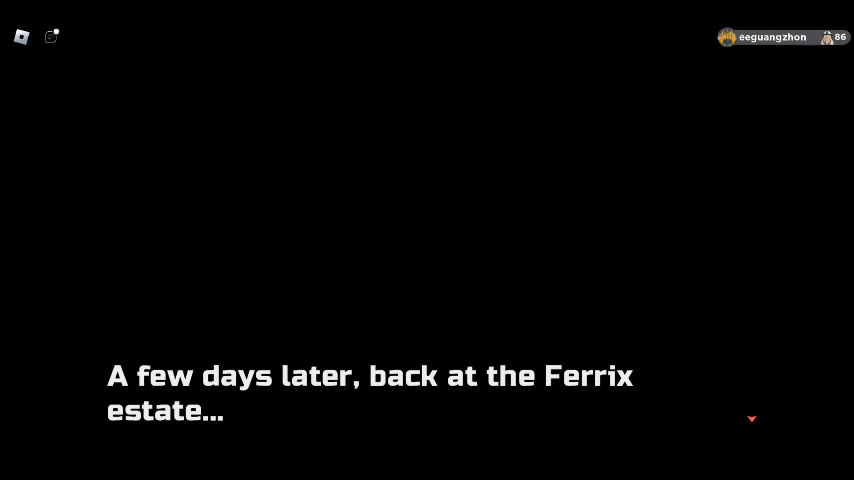 eeguangzhon 86
A few days later, back at the Ferrix
estate...